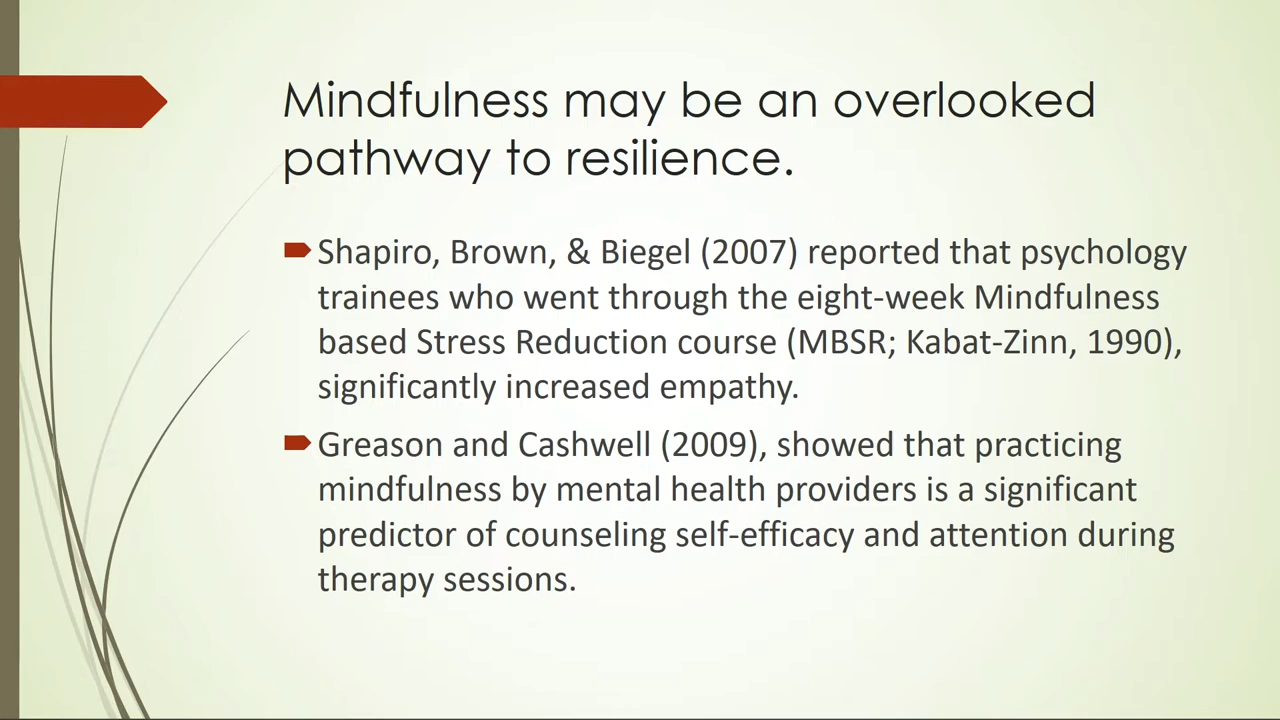 Mindfulness may be an overlooked
pathway to resilience.
Shapiro, Brown, & Biegel (2007) reported that psychology
trainees who went through the eight-week Mindfulness
based Stress Reduction course (MBSR; Kabat-Zinn, 1990),
significantly increased empathy.
Greason and Cashwell (2009), showed that practicing
mindfulness by mental health providers is a significant
predictor of counseling self-efficacy and attention during
therapy sessions.